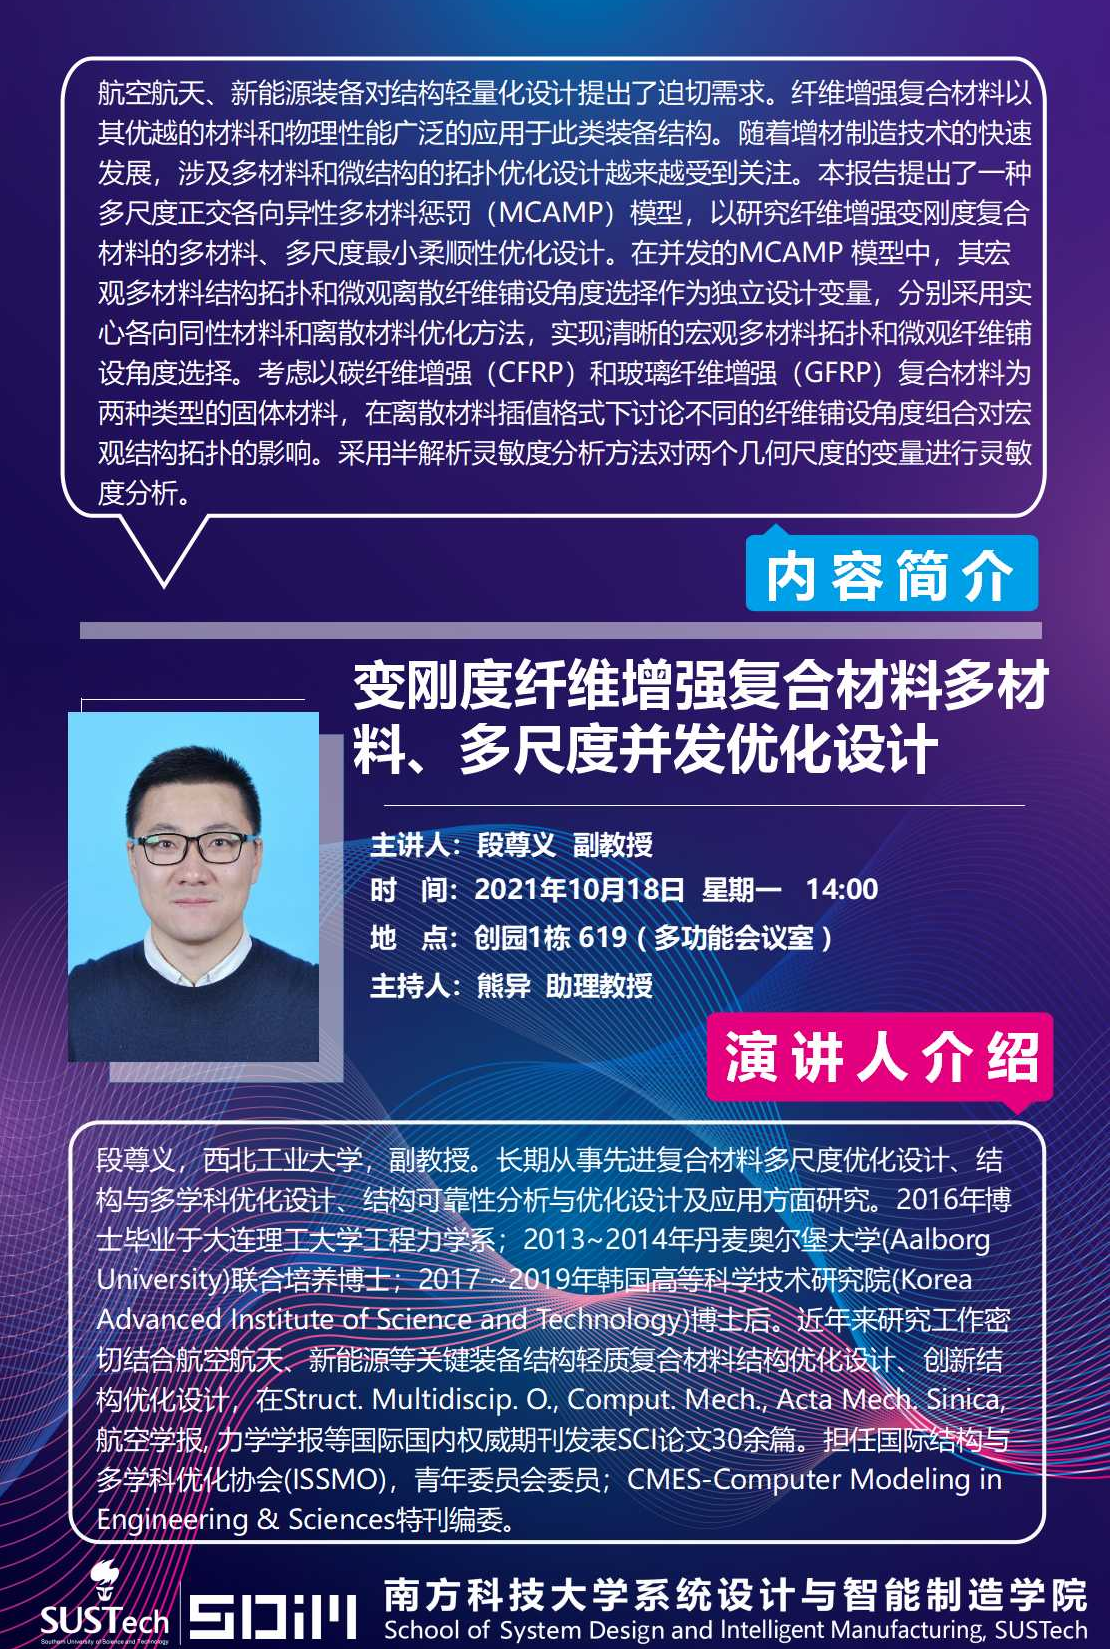 航空航天、新能源装备对结构轻量化设计提出了迫切需求。纤维增强复合材料以
其优越的材料和物理性能广泛的应用于此类装备结构。随着增材制造技术的快速
发展，涉及多材料和微结构的拓扑优化设计越来越受到关注。本报告提出了一种
多尺度正交各向异性多材料惩罚（MCAMP）模型，以研究纤维增强变刚度复合
材料的多材料、多尺度最小柔顺性优化设计。在并发的MCAMP 模型中，其宏
观多材料结构拓扑和微观离散纤维铺设角度选择作为独立设计变量，分别采用实
心各向同性材料和离散材料优化方法，实现清晰的宏观多材料拓扑和微观纤维铺
设角度选择。考虑以碳纤维增强（CFRP）和玻璃纤维增强（GFRP）复合材料为
两种类型的固体材料，在离散材料插值格式下讨论不同的纤维铺设角度组合对宏
观结构拓扑的影响。采用半解析灵敏度分析方法对两个几何尺度的变量进行灵敏
度分析。
内容简介
变刚度纤维增强复合材料多材
料、多尺度并发优化设计
主讲人：段尊义 副教授
时 间：2021年10月18日 星期一 14:00
地 点：创园1栋 619（多功能会议室）
主持人：熊异 助理教授
演讲人介绍
段尊义，西北工业大学，副教授。长期从事先进复合材料多尺度优化设计、结
构与多学科优化设计、结构可靠性分析与优化设计及应用方面研究。2016年博
士毕业于大连理工大学工程力学系；2013~2014年丹麦奥尔堡大学(Aalborg
University)联合培养博士；2017 ~2019年韩国高等科学技术研究院(Korea
Advanced Institute of Science and Technology)博士后。近年来研究工作密
切结合航空航天、新能源等关键装备结构轻质复合材料结构优化设计、创新结
构优化设计，在Struct. Multidiscip. O., Comput. Mech., Acta Mech. Sinica,
航空学报, 力学学报等国际国内权威期刊发表SCI论文30余篇。担任国际结构与
多学科优化协会(ISSMO)，青年委员会委员；CMES-Computer Modeling in
Engineering & Sciences特刊编委。
SUSTech
Southern University of Science and Technology
SDiM
南方科技大学系统设计与智能制造学院
School of System Design and Intelligent Manufacturing, SUSTech